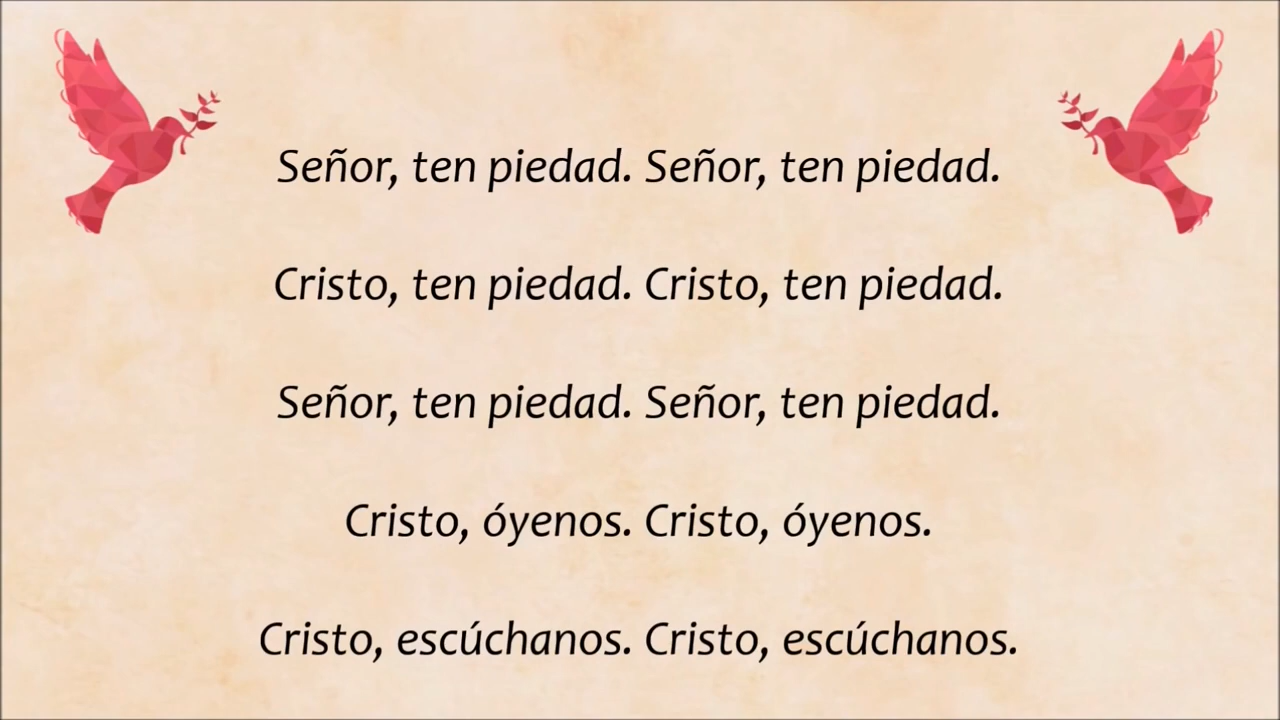 Señor, ten piedad. Señor, ten piedad.
Cristo, ten piedad. Cristo, ten piedad.
Señor, ten piedad. Señor, ten piedad.
Cristo, óyenos. Cristo, óyenos.
Cristo, escúchanos. Cristo, escúchanos.